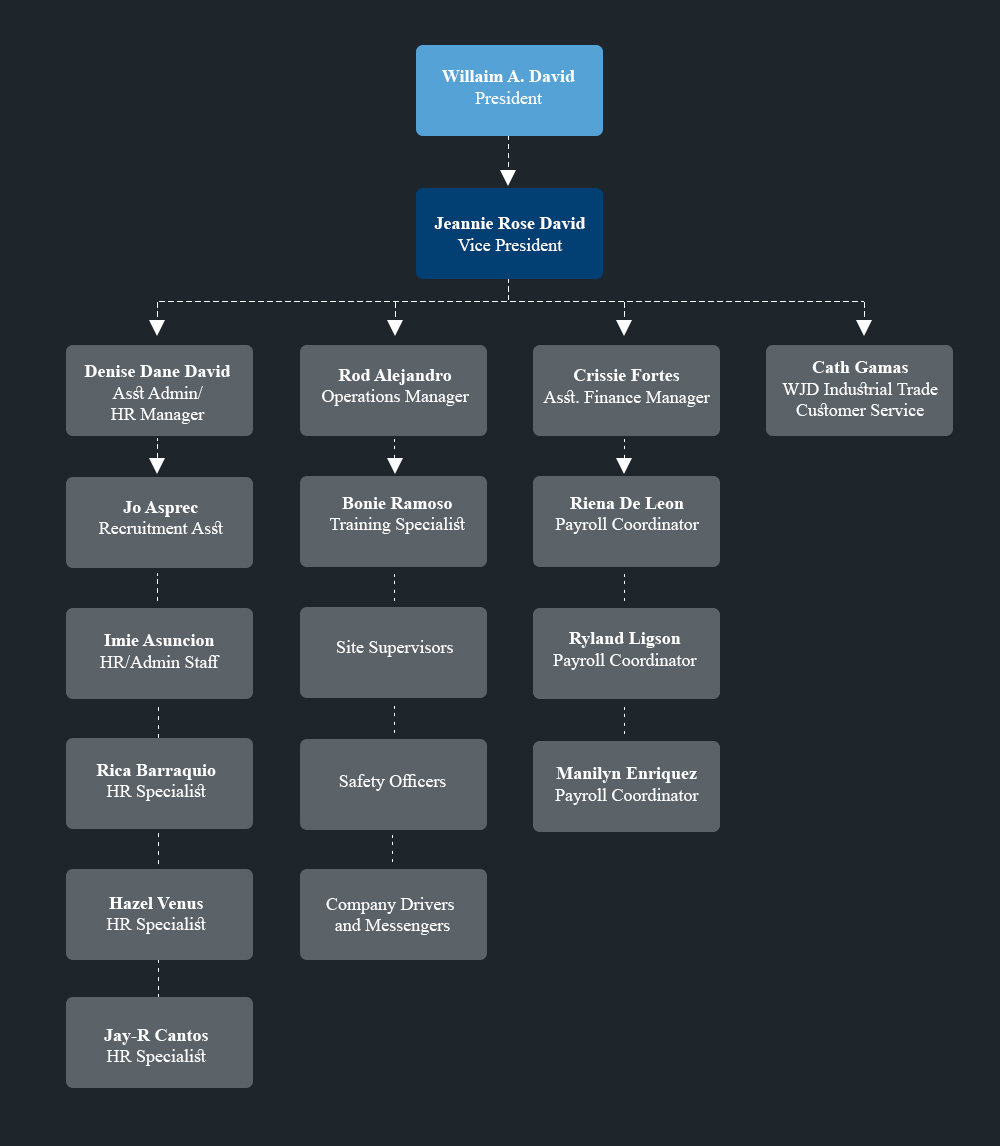 Willaim A. David
President
Jeannie Rose David
Vice President
Denise Dane David
Asst Admin/
HR Manager
Rod Alejandro
Operations Manager
Crissie Fortes
Asst. Finance Manager
Cath Gamas
WJD Industrial Trade
Customer Service
Jo Asprec
Recruitment Asst
Bonie Ramoso
Training Specialist
Riena De Leon
Payroll Coordinator
Imie Asuncion
HR/Admin Staff
Site Supervisors
Ryland Ligson
Payroll Coordinator
Rica Barraquio
HR Specialist
Safety Officers
Manilyn Enriquez
Payroll Coordinator
Hazel Venus
HR Specialist
Company Drivers
and Messengers
Jay-R Cantos
HR Specialist